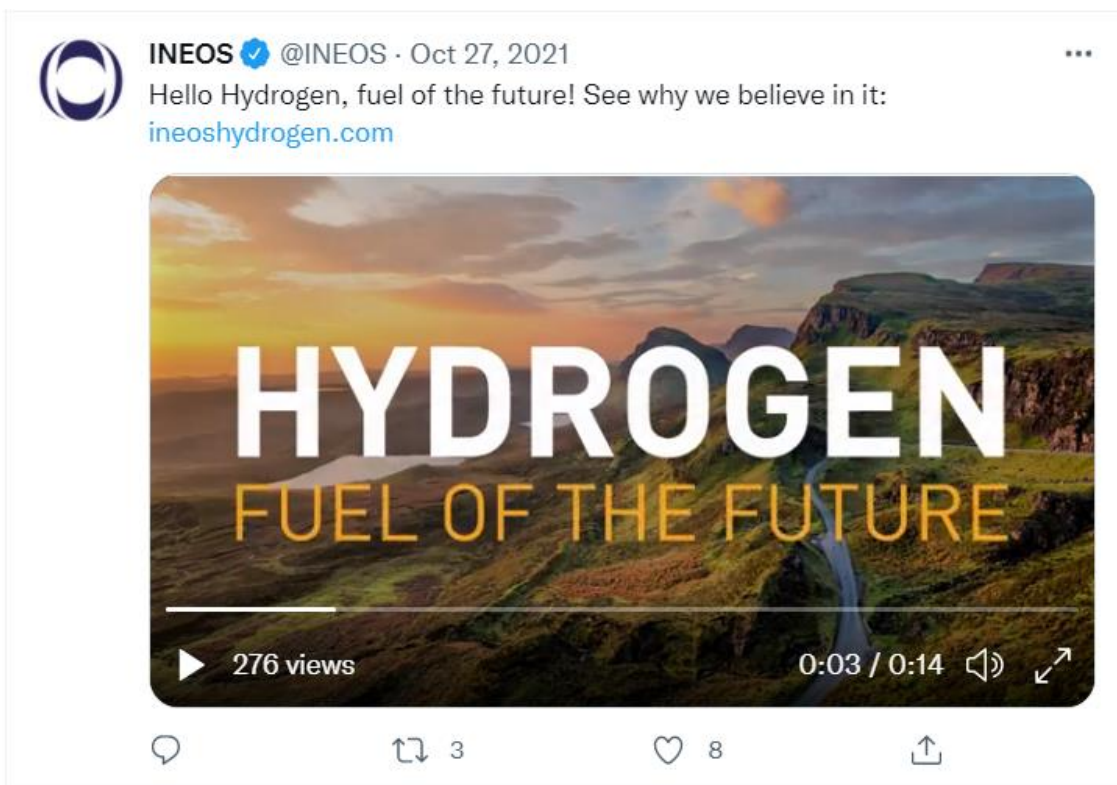 INEOS @INEOS · Oct 27, 2021
Hello Hydrogen, fuel of the future! See why we believe in it:
ineoshydrogen.com
HYDROGEN
FUEL OF THE FUTURE
276 views 0:03 / 0:14
3 8